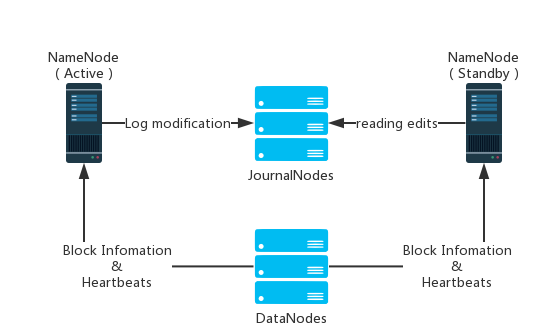 NameNode
( Active )
NameNode
( Standby )
Log modification
reading edits
JournalNodes
Block Infomation
&
Heartbeats
Block Infomation
&
Heartbeats
DataNodes